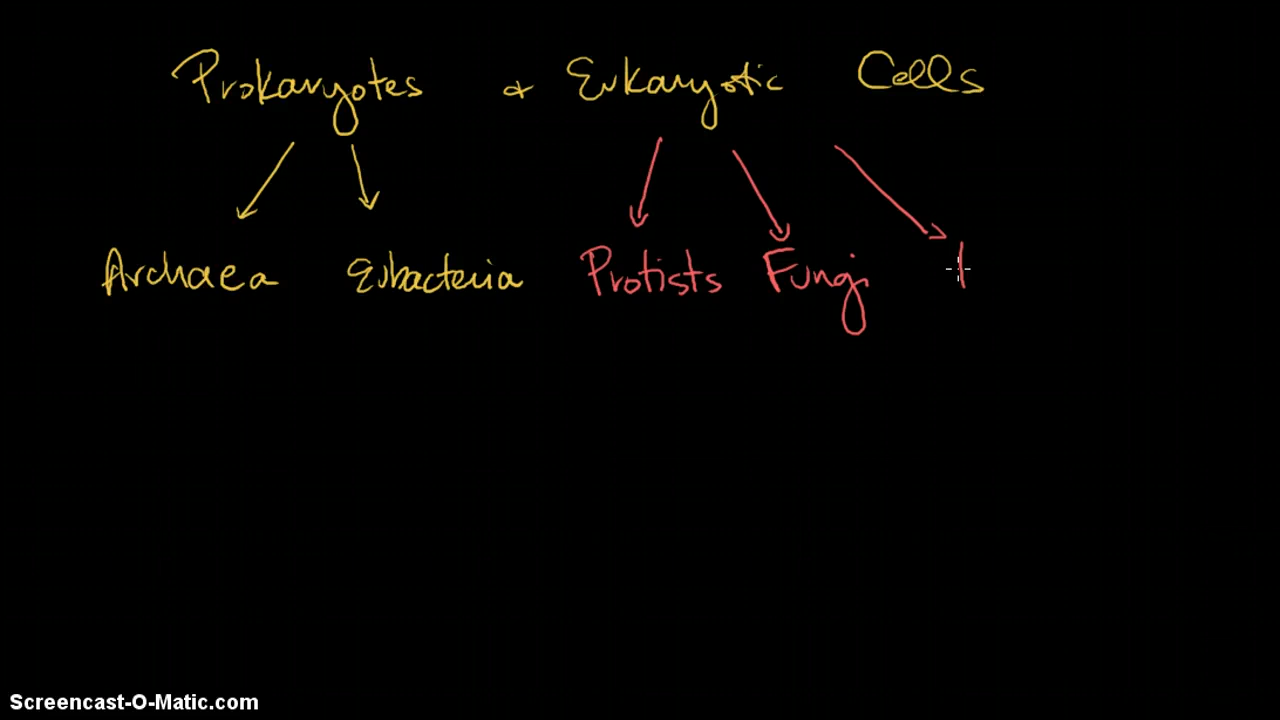 Prokaryotes & Eukaryotic Cells
Archaea Eubacteria Protists Fungi
Screencast-O-Matic.com